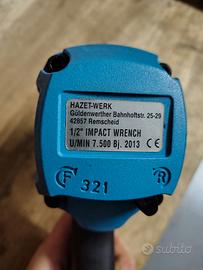 HAZET-WERK
Güldenwerther Bahnhoftstr. 25-29
42857 Remscheid
1/2" IMPACT WRENCH
U/MIN 7.500 Bj. 2013 CE
F 321 R
subito